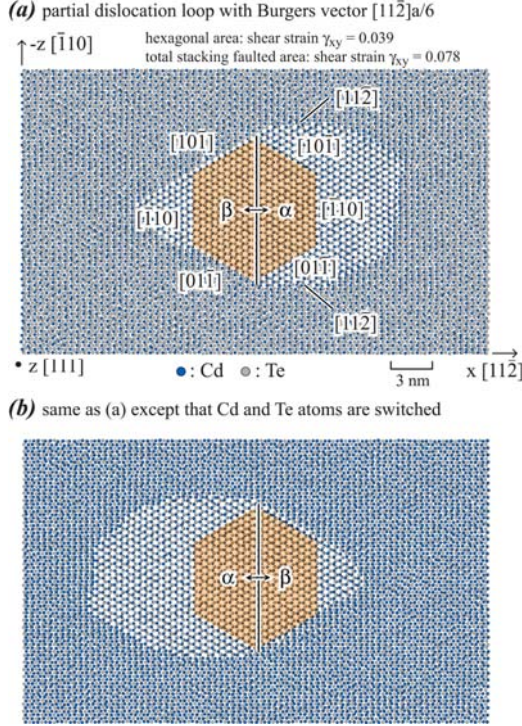 (a) partial dislocation loop with Burgers vector [112̄]a/6
-z [1̄10]
hexagonal area: shear strain γxy = 0.039
total stacking faulted area: shear strain γxy = 0.078
[112̄]
[101̄] [101̄]
[1̄10] β α [1̄10]
[011̄] [011̄]
[112̄]
z [111] : Cd : Te 3 nm x [112̄]
(b) same as (a) except that Cd and Te atoms are switched
α β